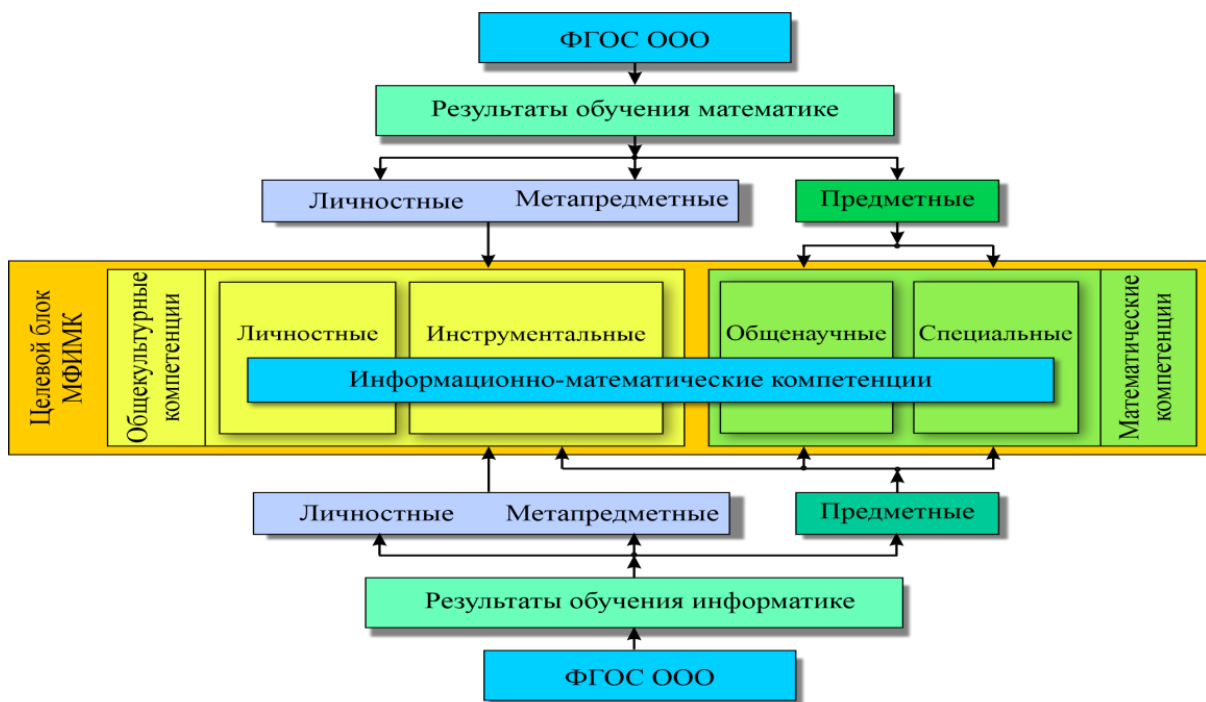 ФГОС ООО
Результаты обучения математике
Личностные
Метапредметные
Предметные
Целевой блок
МФИМК
Общекультурные
компетенции
Личностные
Инструментальные
Общенаучные
Специальные
Математические
компетенции
Информационно-математические компетенции
Личностные
Метапредметные
Предметные
Результаты обучения информатике
ФГОС ООО